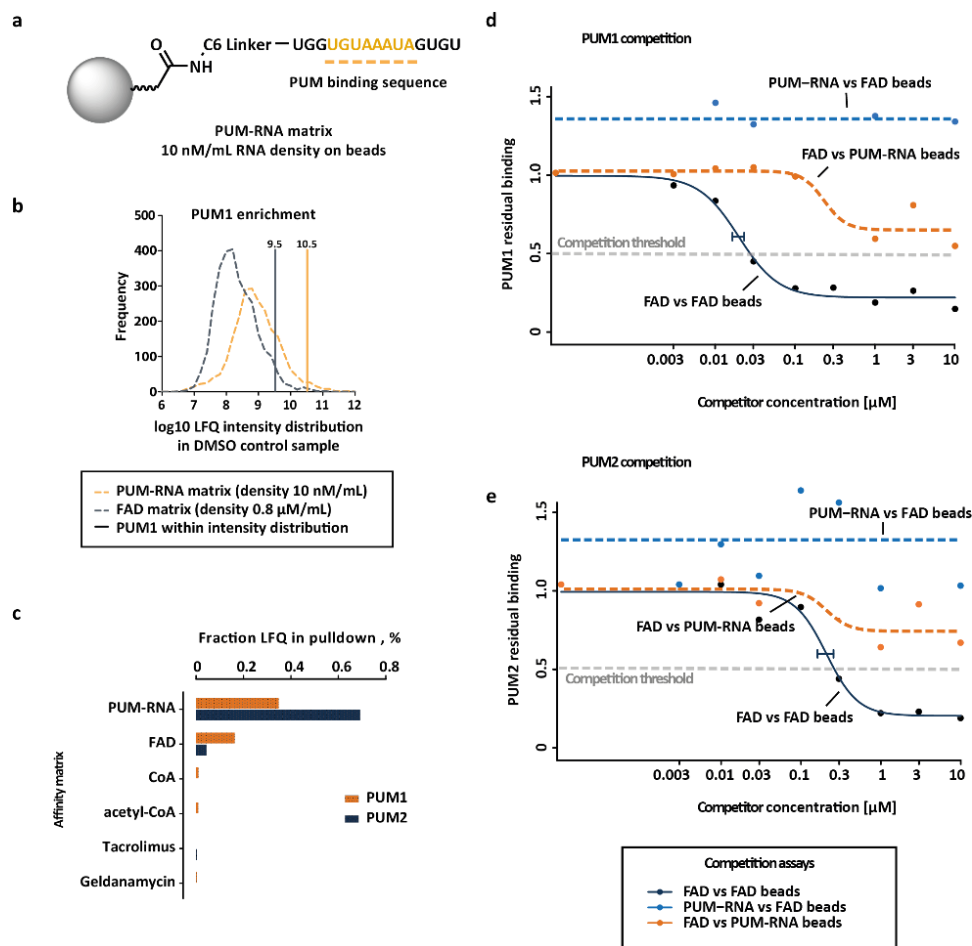 a
O
NH
C6 Linker — UGGUGUAAAUAGUGU
PUM binding sequence
PUM-RNA matrix
10 nM/mL RNA density on beads
b
PUM1 enrichment
500
400
300
200
100
0
Frequency
9.5
10.5
6 7 8 9 10 11 12
log10 LFQ intensity distribution
in DMSO control sample
PUM-RNA matrix (density 10 nM/mL)
FAD matrix (density 0.8 µM/mL)
PUM1 within intensity distribution
c
Fraction LFQ in pulldown , %
0 0.2 0.4 0.6 0.8
Affinity matrix
PUM-RNA
FAD
CoA
acetyl-CoA
Tacrolimus
Geldanamycin
PUM1
PUM2
d
PUM1 competition
PUM1 residual binding
1.5
1.0
0.5
0
PUM–RNA vs FAD beads
FAD vs PUM-RNA beads
Competition threshold
FAD vs FAD beads
0.003 0.01 0.03 0.1 0.3 1 3 10
Competitor concentration [µM]
PUM2 competition
e
PUM2 residual binding
1.5
1.0
0.5
0
PUM–RNA vs FAD beads
FAD vs PUM-RNA beads
Competition threshold
FAD vs FAD beads
0.003 0.01 0.03 0.1 0.3 1 3 10
Competitor concentration [µM]
Competition assays
FAD vs FAD beads
PUM–RNA vs FAD beads
FAD vs PUM-RNA beads